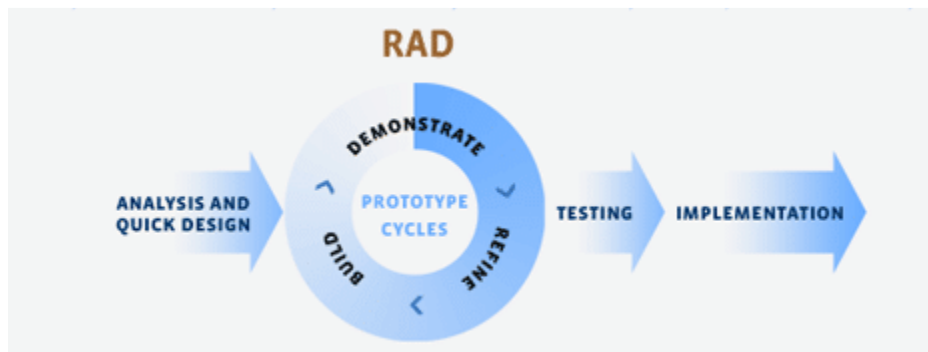 RAD
ANALYSIS AND
QUICK DESIGN
DEMONSTRATE
REFINE
BUILD
PROTOTYPE
CYCLES
TESTING
IMPLEMENTATION